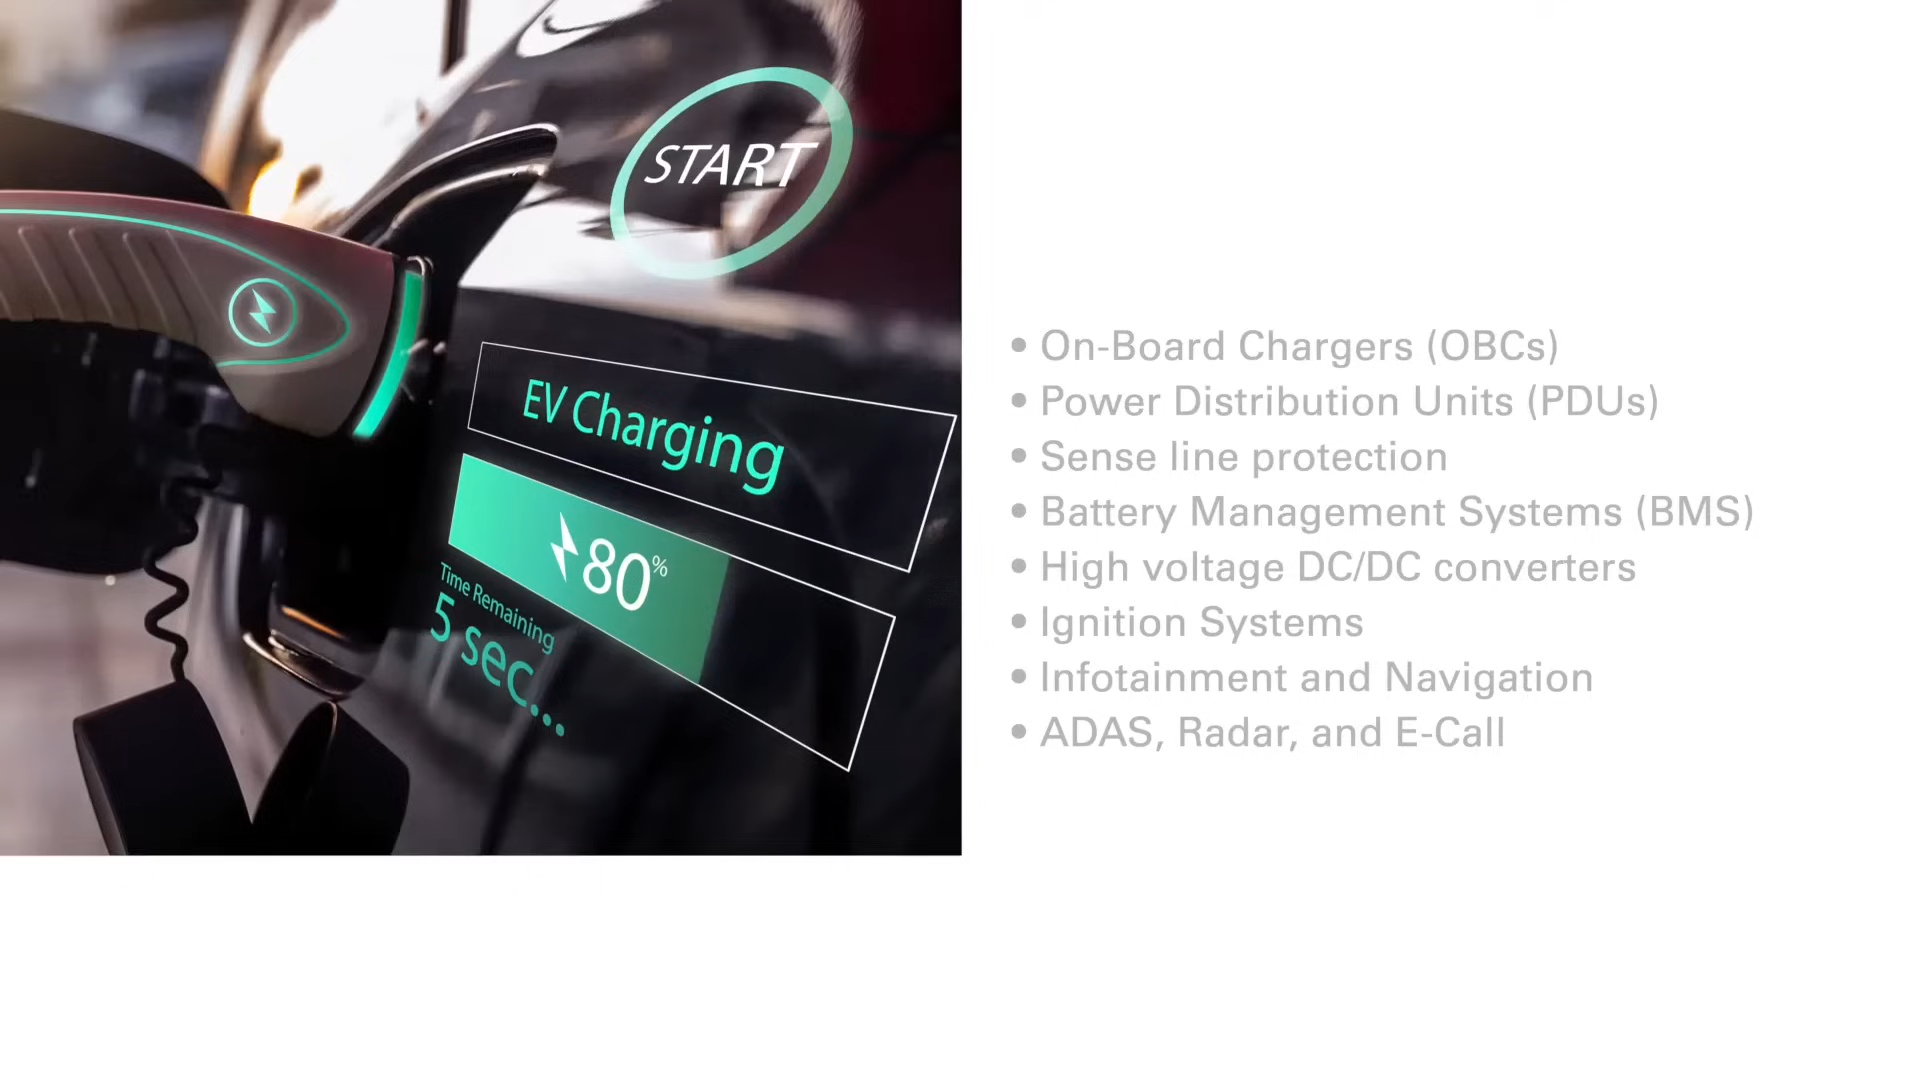 START
EV Charging
80%
Time Remaining
5 sec...
• On-Board Chargers (OBCs)
• Power Distribution Units (PDUs)
• Sense line protection
• Battery Management Systems (BMS)
• High voltage DC/DC converters
• Ignition Systems
• Infotainment and Navigation
• ADAS, Radar, and E-Call